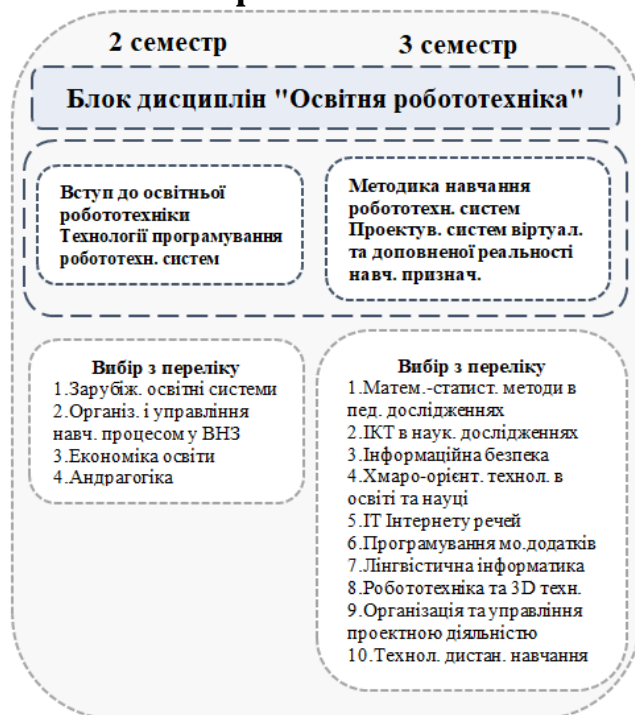 2 семестр
3 семестр
Блок дисциплін "Освітня робототехніка"
Вступ до освітньої
робототехніки
Технології програмування
робототехн. систем
Методика навчання
робототехн. систем
Проектув. систем віртуал.
та доповненої реальності
навч. признач.
Вибір з переліку
1.Зарубіж. освітні системи
2.Організ. і управління
навч. процесом у ВНЗ
3.Економіка освіти
4.Андрагогіка
Вибір з переліку
1.Матем.-статист. методи в
пед. дослідженнях
2.ІКТ в наук. дослідженнях
3.Інформаційна безпека
4.Хмаро-орієнт. технол. в
освіті та науці
5.ІТ Інтернету речей
6.Програмування мо.додатків
7.Лінгвістична інформатика
8.Робототехніка та 3D техн.
9.Організація та управління
проектною діяльністю
10.Технол. дистан. навчання